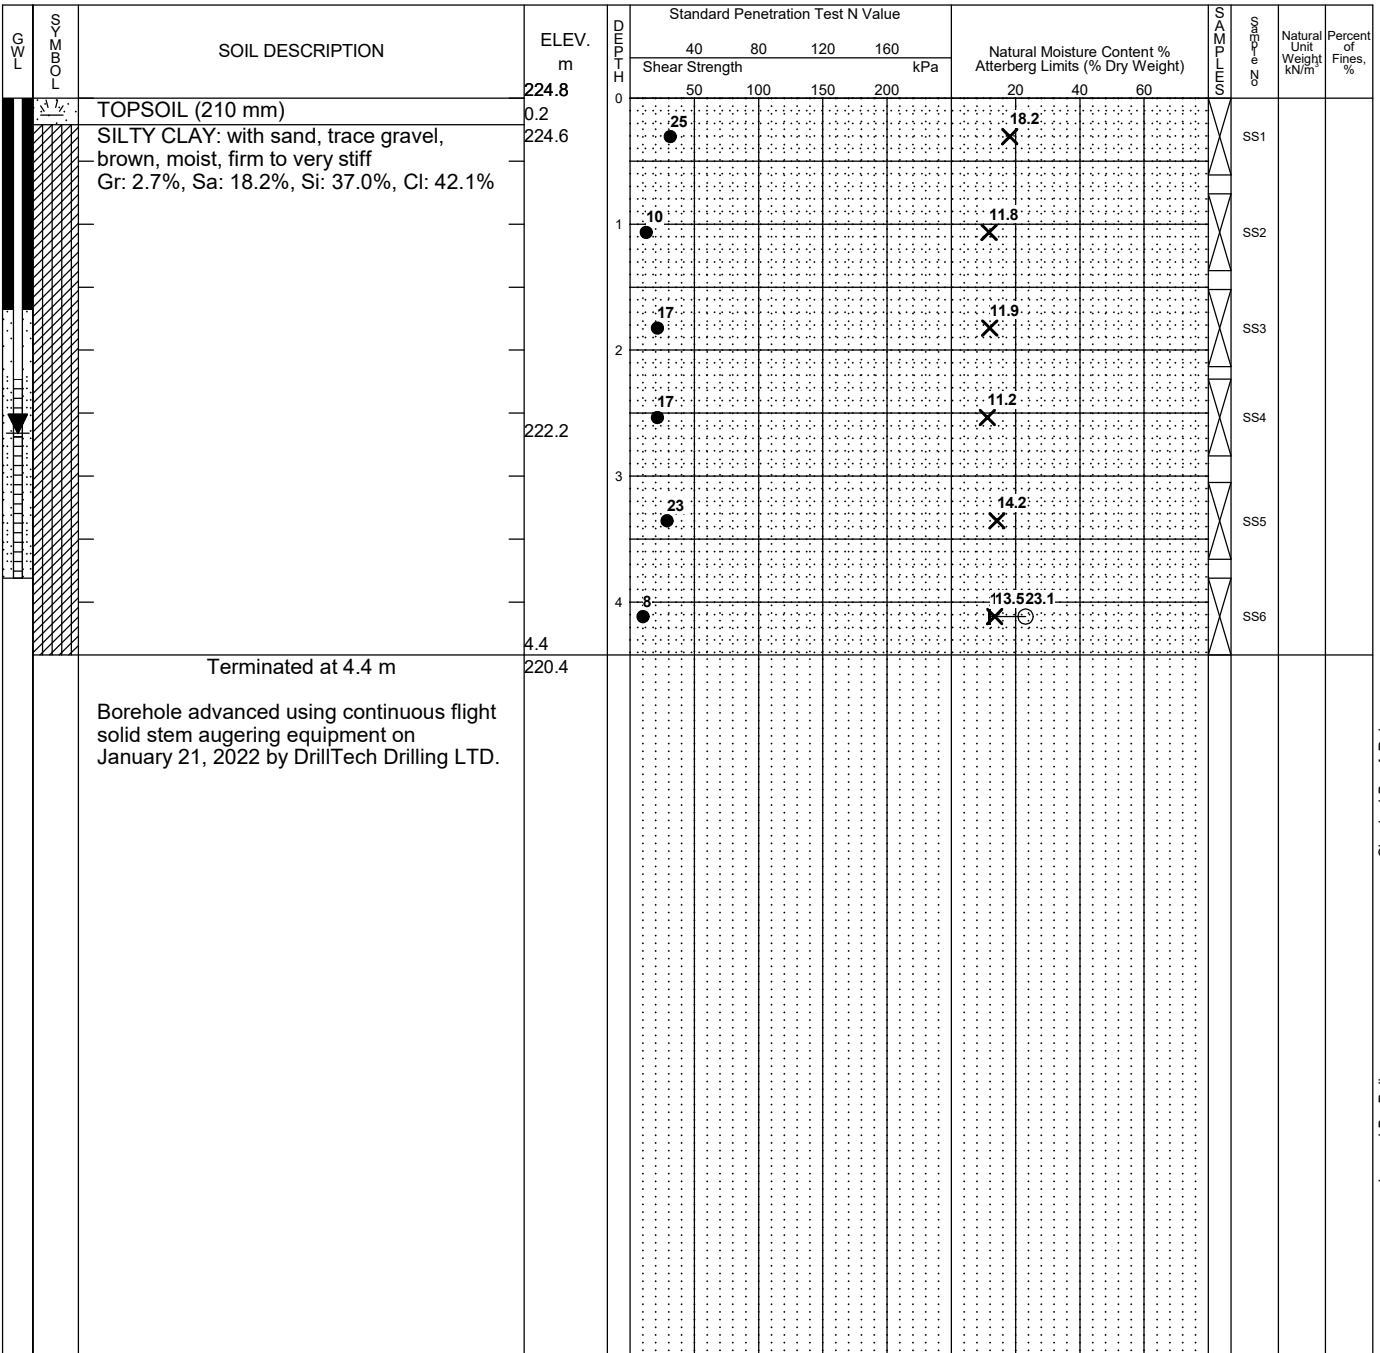 GWL
SYMBOL
SOIL DESCRIPTION
ELEV.
m
224.8
DEPTH
Standard Penetration Test N Value
40 80 120 160
Shear Strength kPa
50 100 150 200
Natural Moisture Content %
Atterberg Limits (% Dry Weight)
20 40 60
SAMPLES
Sample No
Natural
Unit
Weight
kN/m³
Percent
of
Fines,
%
0
TOPSOIL (210 mm)
0.2
SILTY CLAY: with sand, trace gravel,
224.6
brown, moist, firm to very stiff
Gr: 2.7%, Sa: 18.2%, Si: 37.0%, Cl: 42.1%
25 18.2 SS1
1 10 11.8 SS2
17 11.9 SS3
2
17 11.2 SS4
222.2
3
23 14.2 SS5
4 8 13.5 23.1 SS6
4.4
Terminated at 4.4 m
220.4
Borehole advanced using continuous flight
solid stem augering equipment on
January 21, 2022 by DrillTech Drilling LTD.